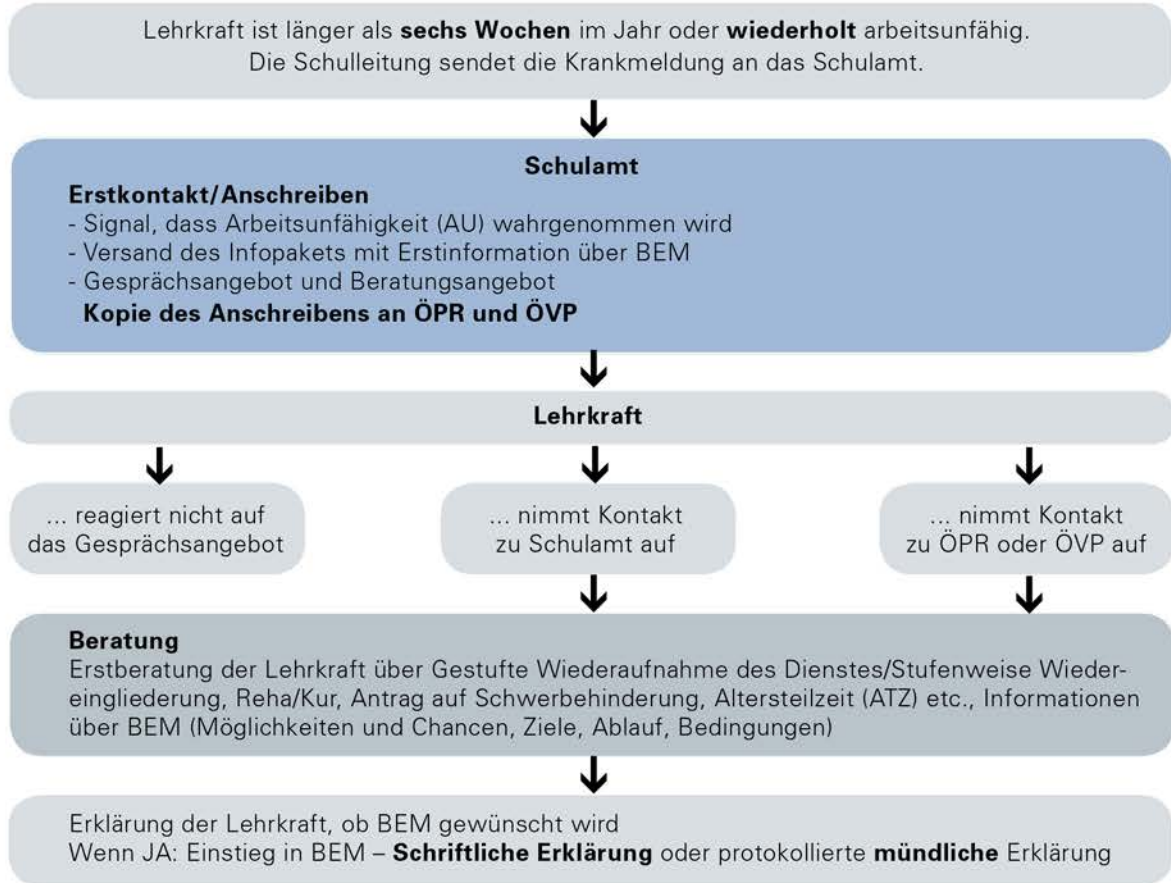 Lehrkraft ist länger als sechs Wochen im Jahr oder wiederholt arbeitsunfähig.
Die Schulleitung sendet die Krankmeldung an das Schulamt.
Schulamt
Erstkontakt/Anschreiben
- Signal, dass Arbeitsunfähigkeit (AU) wahrgenommen wird
- Versand des Infopakets mit Erstinformation über BEM
- Gesprächsangebot und Beratungsangebot
Kopie des Anschreibens an ÖPR und ÖVP
Lehrkraft
... reagiert nicht auf
das Gesprächsangebot
... nimmt Kontakt
zu Schulamt auf
... nimmt Kontakt
zu ÖPR oder ÖVP auf
Beratung
Erstberatung der Lehrkraft über Gestufte Wiederaufnahme des Dienstes/Stufenweise Wieder-
eingliederung, Reha/Kur, Antrag auf Schwerbehinderung, Altersteilzeit (ATZ) etc., Informationen
über BEM (Möglichkeiten und Chancen, Ziele, Ablauf, Bedingungen)
Erklärung der Lehrkraft, ob BEM gewünscht wird
Wenn JA: Einstieg in BEM – Schriftliche Erklärung oder protokollierte mündliche Erklärung